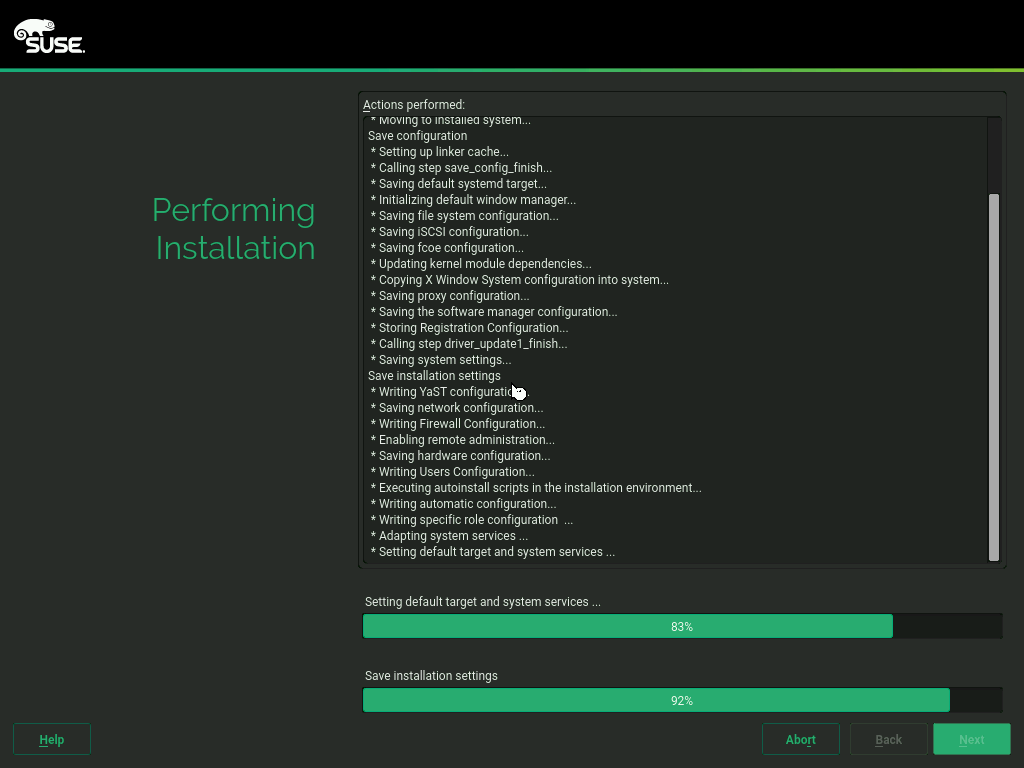 SUSE.
Performing
Installation
Actions performed:
* Moving to installed system...
Save configuration
* Setting up linker cache...
* Calling step save_config_finish...
* Saving default systemd target...
* Initializing default window manager...
* Saving file system configuration...
* Saving iSCSI configuration...
* Saving fcoe configuration...
* Updating kernel module dependencies...
* Copying X Window System configuration into system...
* Saving proxy configuration...
* Saving the software manager configuration...
* Storing Registration Configuration...
* Calling step driver_update1_finish...
* Saving system settings...
Save installation settings
* Writing YaST configuration...
* Saving network configuration...
* Writing Firewall Configuration...
* Enabling remote administration...
* Saving hardware configuration...
* Writing Users Configuration...
* Executing autoinstall scripts in the installation environment...
* Writing automatic configuration...
* Writing specific role configuration  ...
* Adapting system services ...
* Setting default target and system services ...
Setting default target and system services ...
83%
Save installation settings
92%
Help
Abort
Back
Next